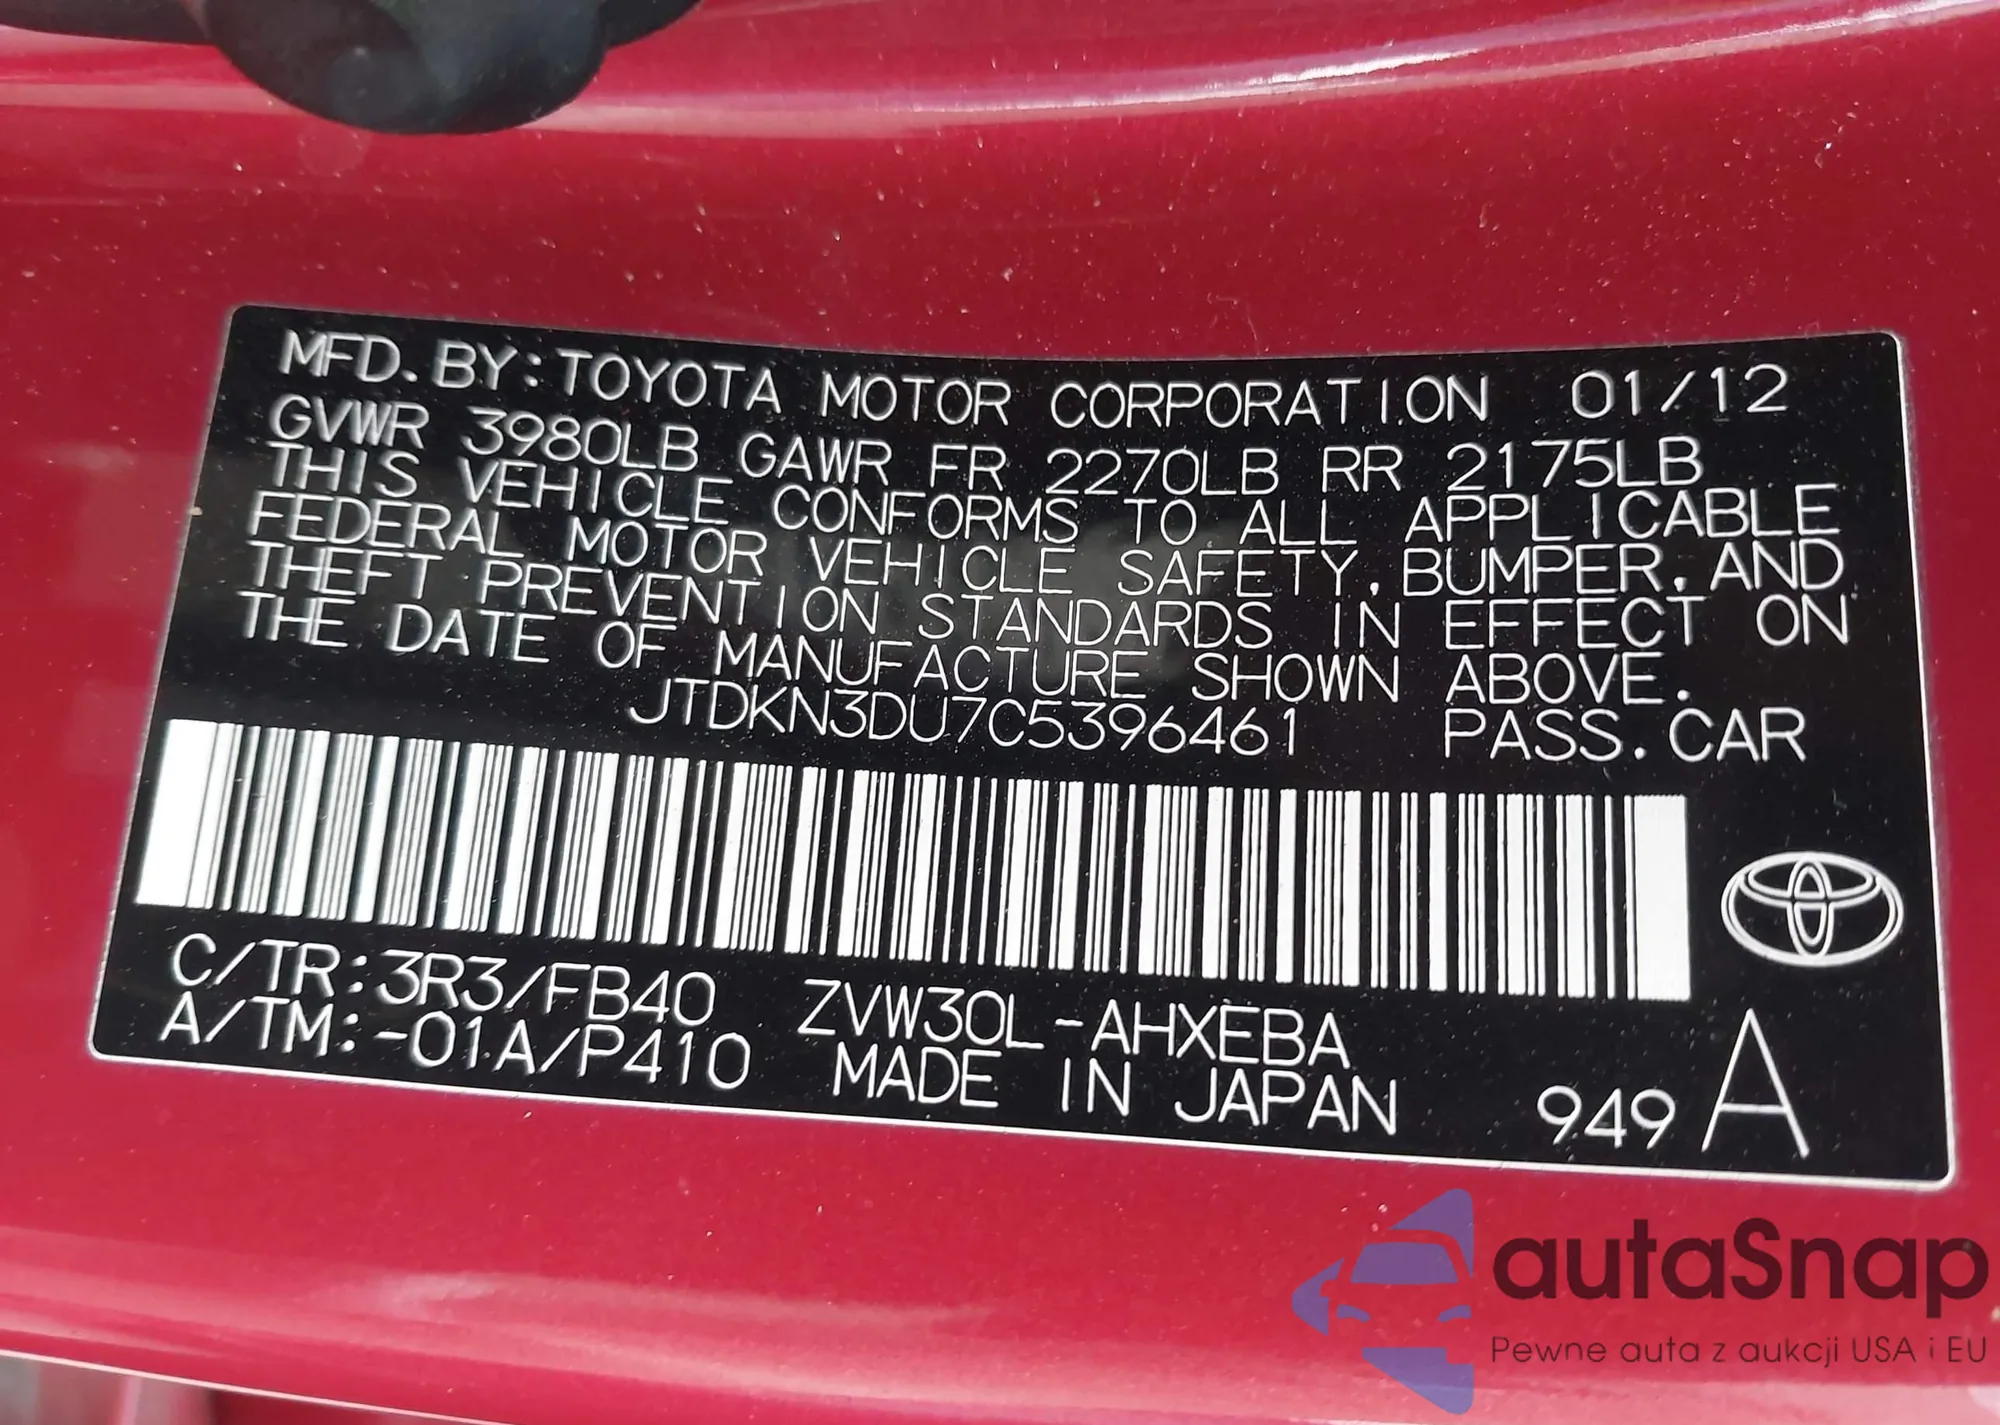 MFD. BY: TOYOTA MOTOR CORPORATION 01/12
GVWR 3980LB GAWR FR 2270LB RR 2175LB
THIS VEHICLE CONFORMS TO ALL APPLICABLE
FEDERAL MOTOR VEHICLE SAFETY, BUMPER, AND
THEFT PREVENTION STANDARDS IN EFFECT ON
THE DATE OF MANUFACTURE SHOWN ABOVE.
JTDKN3DU7C5396461 PASS. CAR
C/TR: 3R3/FB40 ZVW30L-AHXEBA
A/TM: -01A/P410 MADE IN JAPAN 949 A
autaSnap
Pewne auta z aukcji USA i EU